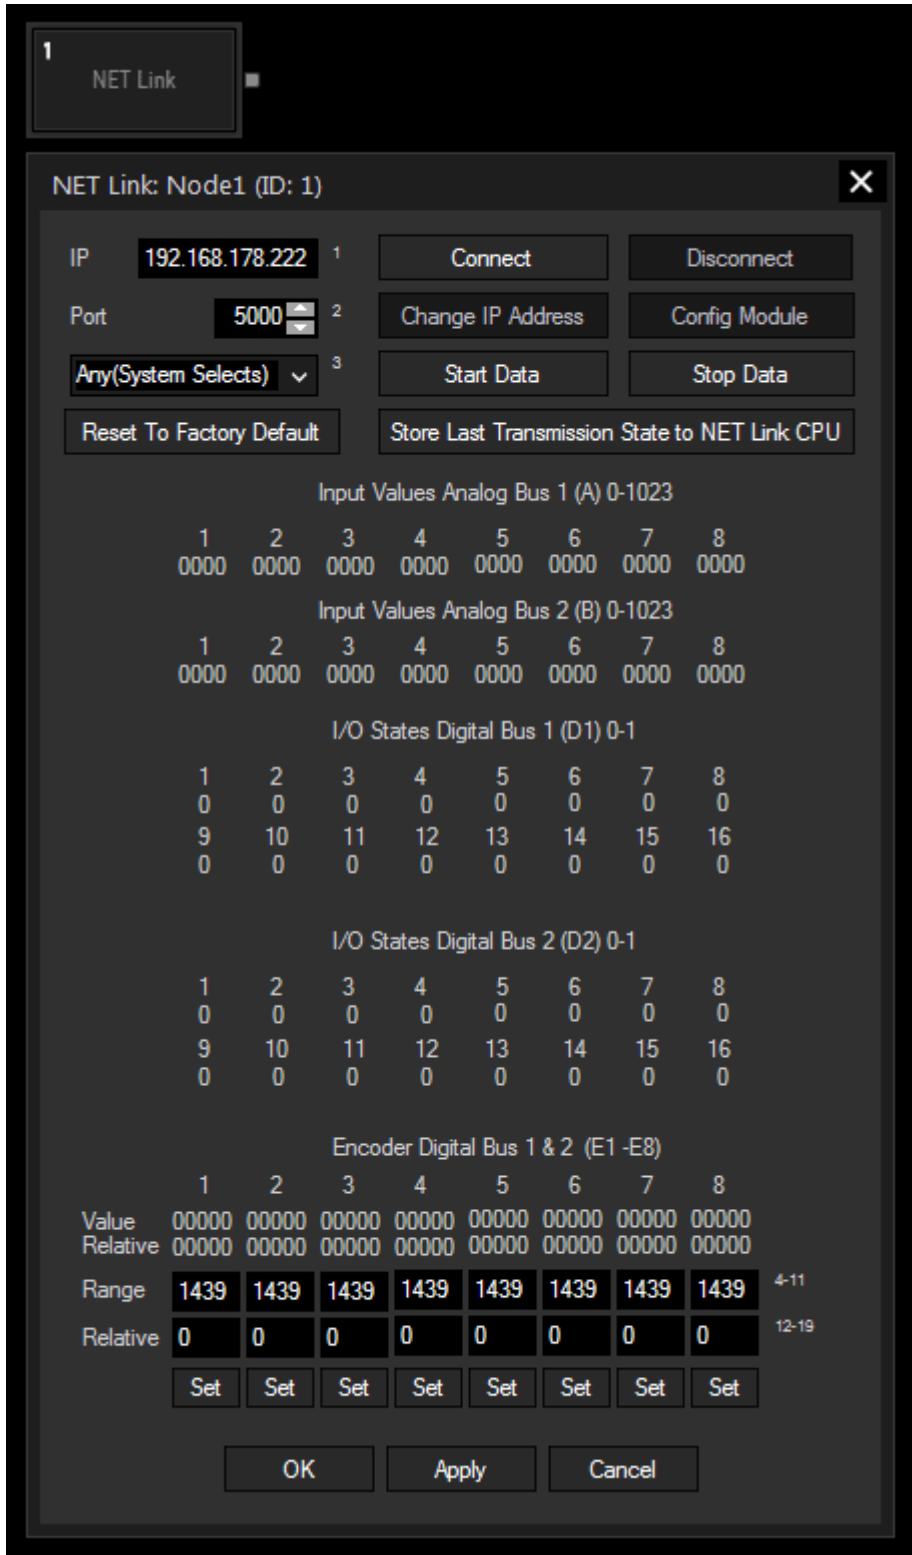 1
NET Link
NET Link: Node1 (ID: 1)
IP 192.168.178.222 1 Connect Disconnect
Port 5000 2 Change IP Address Config Module
Any(System Selects) 3 Start Data Stop Data
Reset To Factory Default Store Last Transmission State to NET Link CPU
Input Values Analog Bus 1 (A) 0-1023
1 2 3 4 5 6 7 8
0000 0000 0000 0000 0000 0000 0000 0000
Input Values Analog Bus 2 (B) 0-1023
1 2 3 4 5 6 7 8
0000 0000 0000 0000 0000 0000 0000 0000
I/O States Digital Bus 1 (D1) 0-1
1 2 3 4 5 6 7 8
0 0 0 0 0 0 0 0
9 10 11 12 13 14 15 16
0 0 0 0 0 0 0 0
I/O States Digital Bus 2 (D2) 0-1
1 2 3 4 5 6 7 8
0 0 0 0 0 0 0 0
9 10 11 12 13 14 15 16
0 0 0 0 0 0 0 0
Encoder Digital Bus 1 & 2 (E1 -E8)
1 2 3 4 5 6 7 8
Value 00000 00000 00000 00000 00000 00000 00000 00000
Relative 00000 00000 00000 00000 00000 00000 00000 00000
Range 1439 1439 1439 1439 1439 1439 1439 1439 4-11
Relative 0 0 0 0 0 0 0 0 12-19
Set Set Set Set Set Set Set Set
OK Apply Cancel